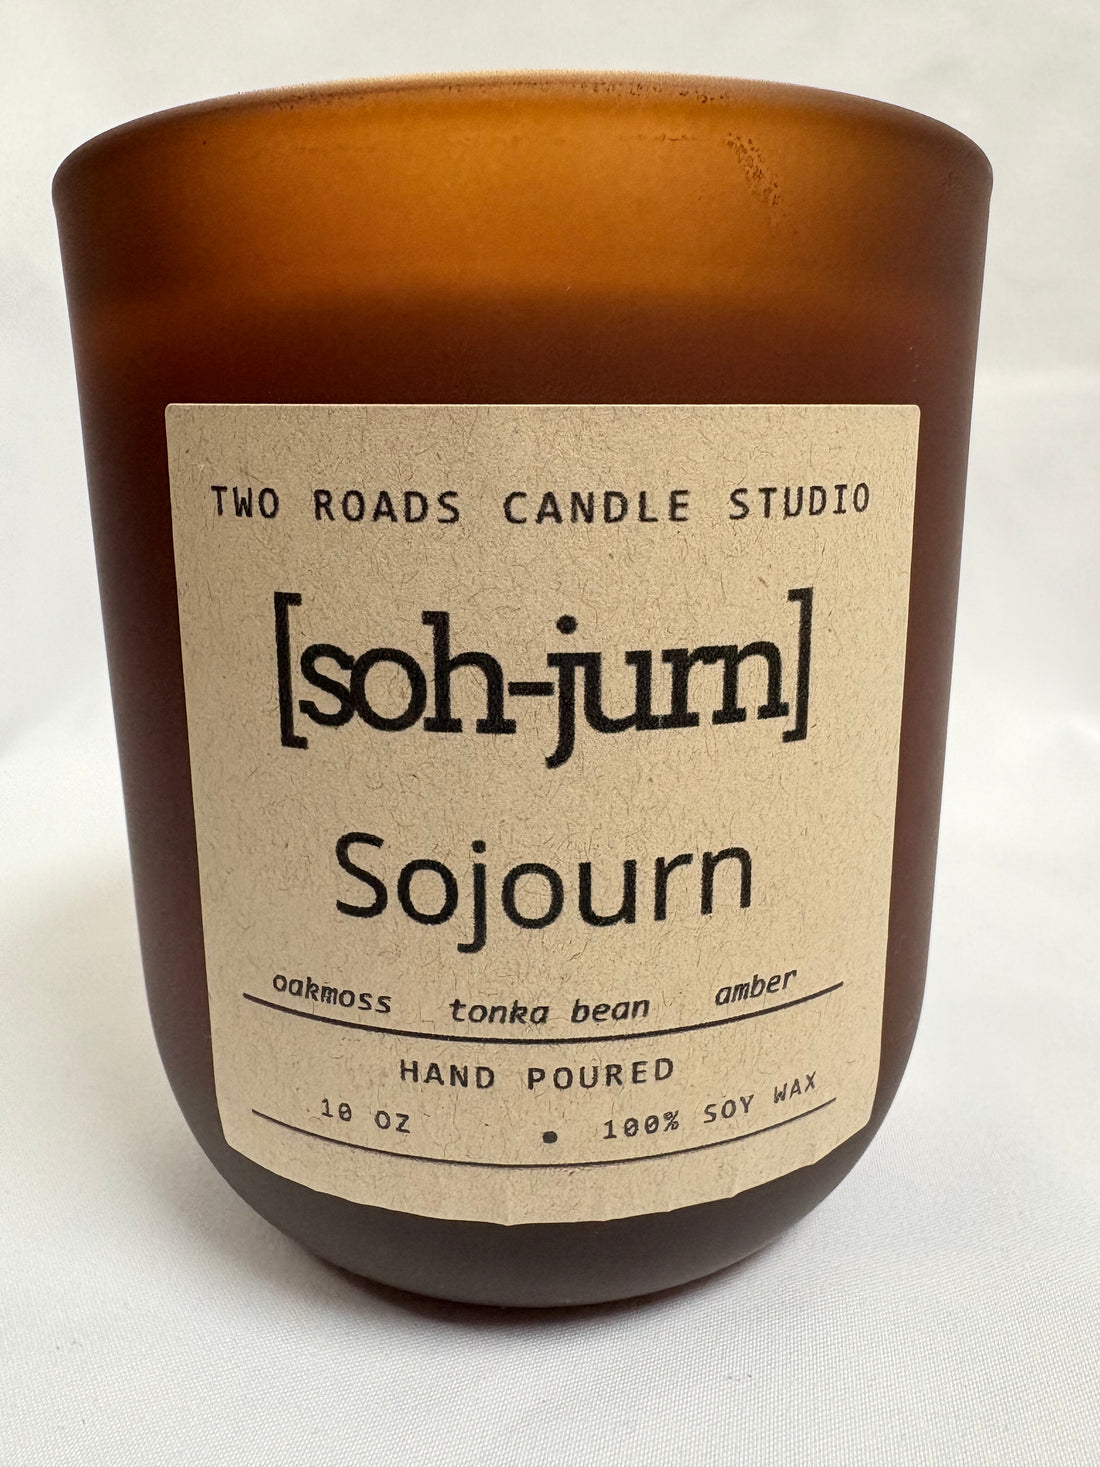 TWO ROADS CANDLE STUDIO
[soh-jurn]
Sojourn
oakmoss tonka bean amber
HAND POURED
10 OZ • 100% SOY WAX